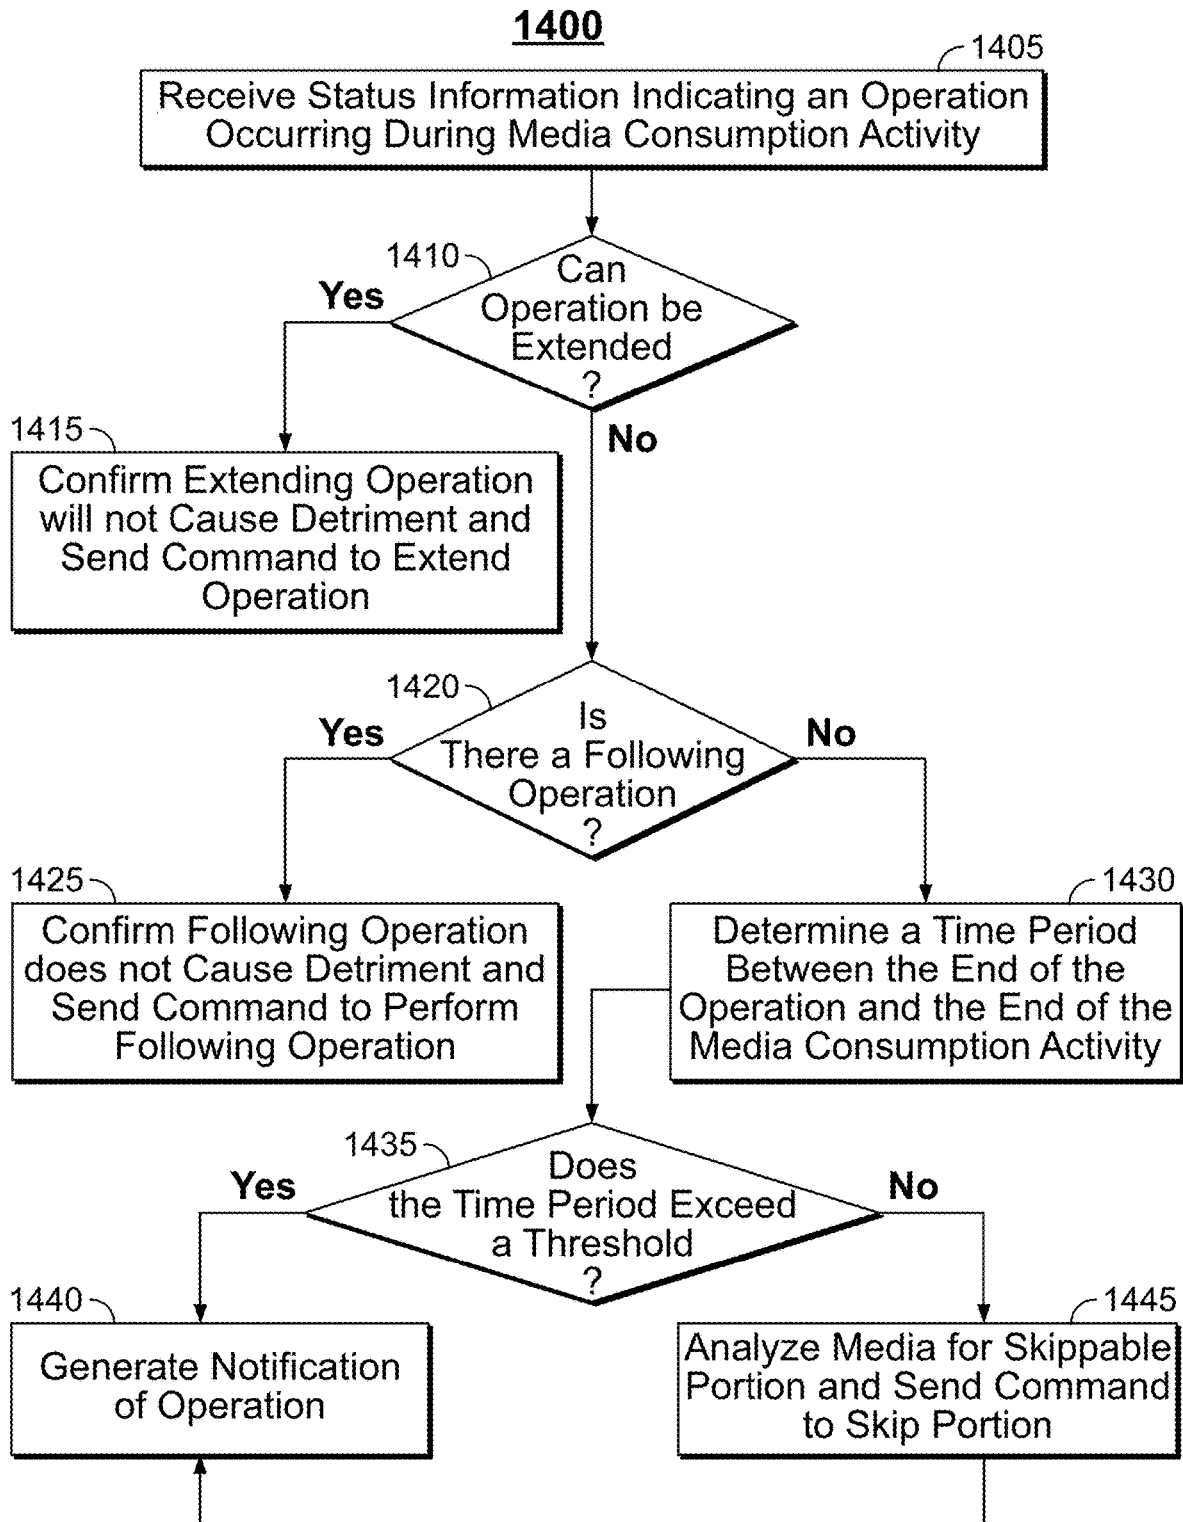 1400
1405
Receive Status Information Indicating an Operation
Occurring During Media Consumption Activity
1410
Can
Operation be
Extended
?
Yes
No
1415
Confirm Extending Operation
will not Cause Detriment and
Send Command to Extend
Operation
1420
Is
There a Following
Operation
?
Yes
No
1425
Confirm Following Operation
does not Cause Detriment and
Send Command to Perform
Following Operation
1430
Determine a Time Period
Between the End of the
Operation and the End of the
Media Consumption Activity
1435
Does
the Time Period Exceed
a Threshold
?
Yes
No
1440
Generate Notification
of Operation
1445
Analyze Media for Skippable
Portion and Send Command
to Skip Portion